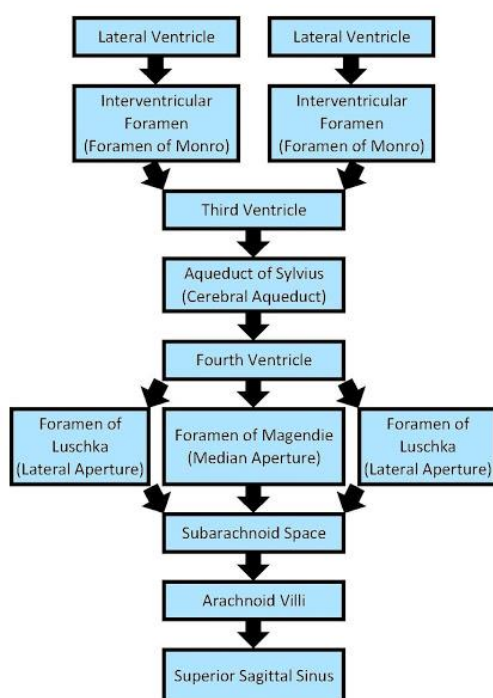 Lateral Ventricle
Lateral Ventricle
Interventricular
Foramen
(Foramen of Monro)
Interventricular
Foramen
(Foramen of Monro)
Third Ventricle
Aqueduct of Sylvius
(Cerebral Aqueduct)
Fourth Ventricle
Foramen of
Luschka
(Lateral Aperture)
Foramen of Magendie
(Median Aperture)
Foramen of
Luschka
(Lateral Aperture)
Subarachnoid Space
Arachnoid Villi
Superior Sagittal Sinus